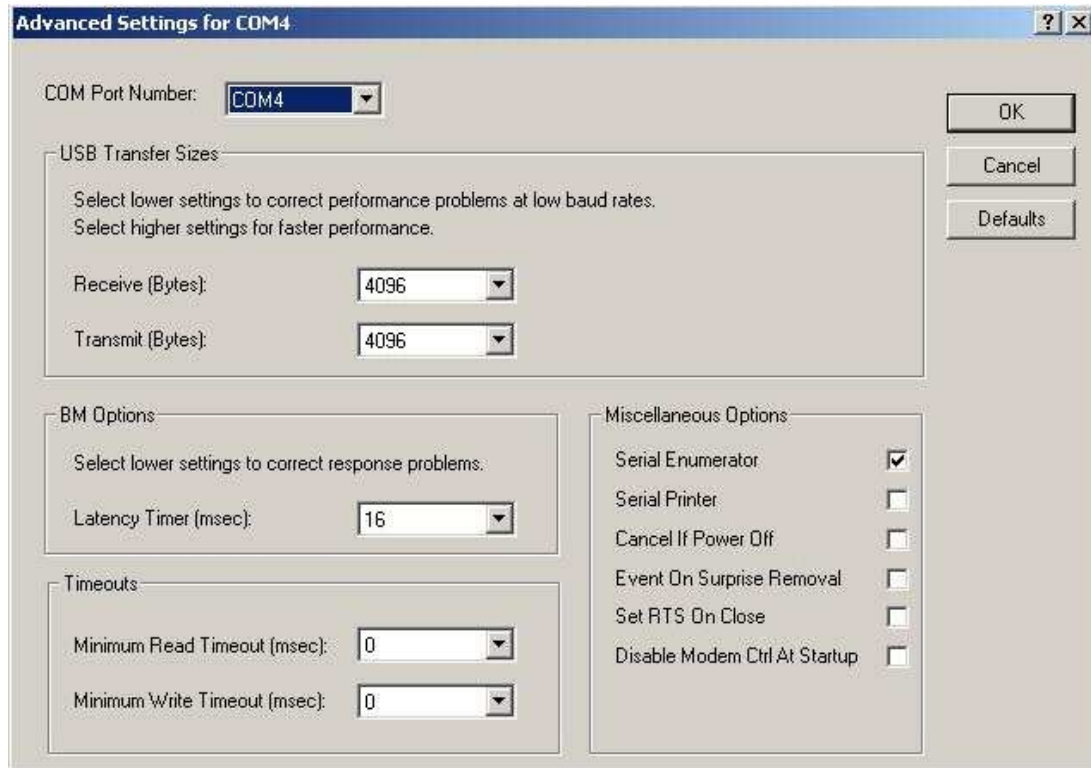 Advanced Settings for COM4
? X
COM Port Number: COM4
OK
Cancel
Defaults
USB Transfer Sizes
Select lower settings to correct performance problems at low baud rates.
Select higher settings for faster performance.
Receive (Bytes): 4096
Transmit (Bytes): 4096
BM Options
Select lower settings to correct response problems.
Latency Timer (msec): 16
Timeouts
Minimum Read Timeout (msec): 0
Minimum Write Timeout (msec): 0
Miscellaneous Options
Serial Enumerator
Serial Printer
Cancel If Power Off
Event On Surprise Removal
Set RTS On Close
Disable Modem Ctrl At Startup